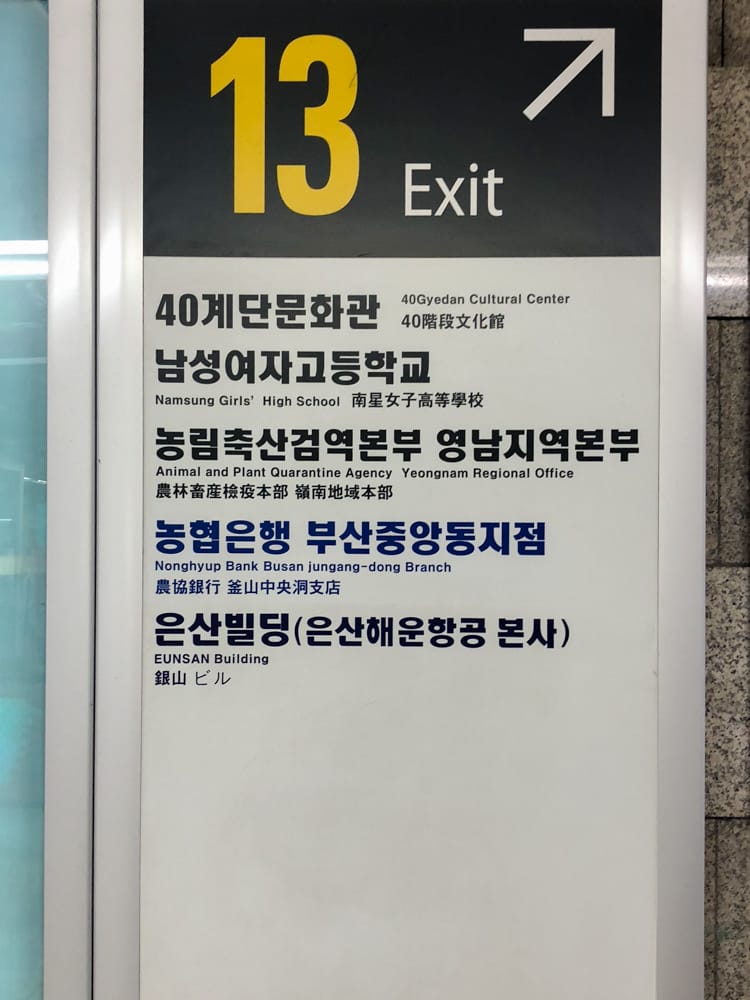 13 Exit
40계단문화관 40Gyedan Cultural Center
40階段文化館
남성여자고등학교
Namsung Girls' High School 南星女子高等學校
농림축산검역본부 영남지역본부
Animal and Plant Quarantine Agency Yeongnam Regional Office
農林畜産檢疫本部 嶺南地域本部
농협은행 부산중앙동지점
Nonghyup Bank Busan jungang-dong Branch
農協銀行 釜山中央洞支店
은산빌딩(은산해운항공 본사)
EUNSAN Building
銀山 ビル